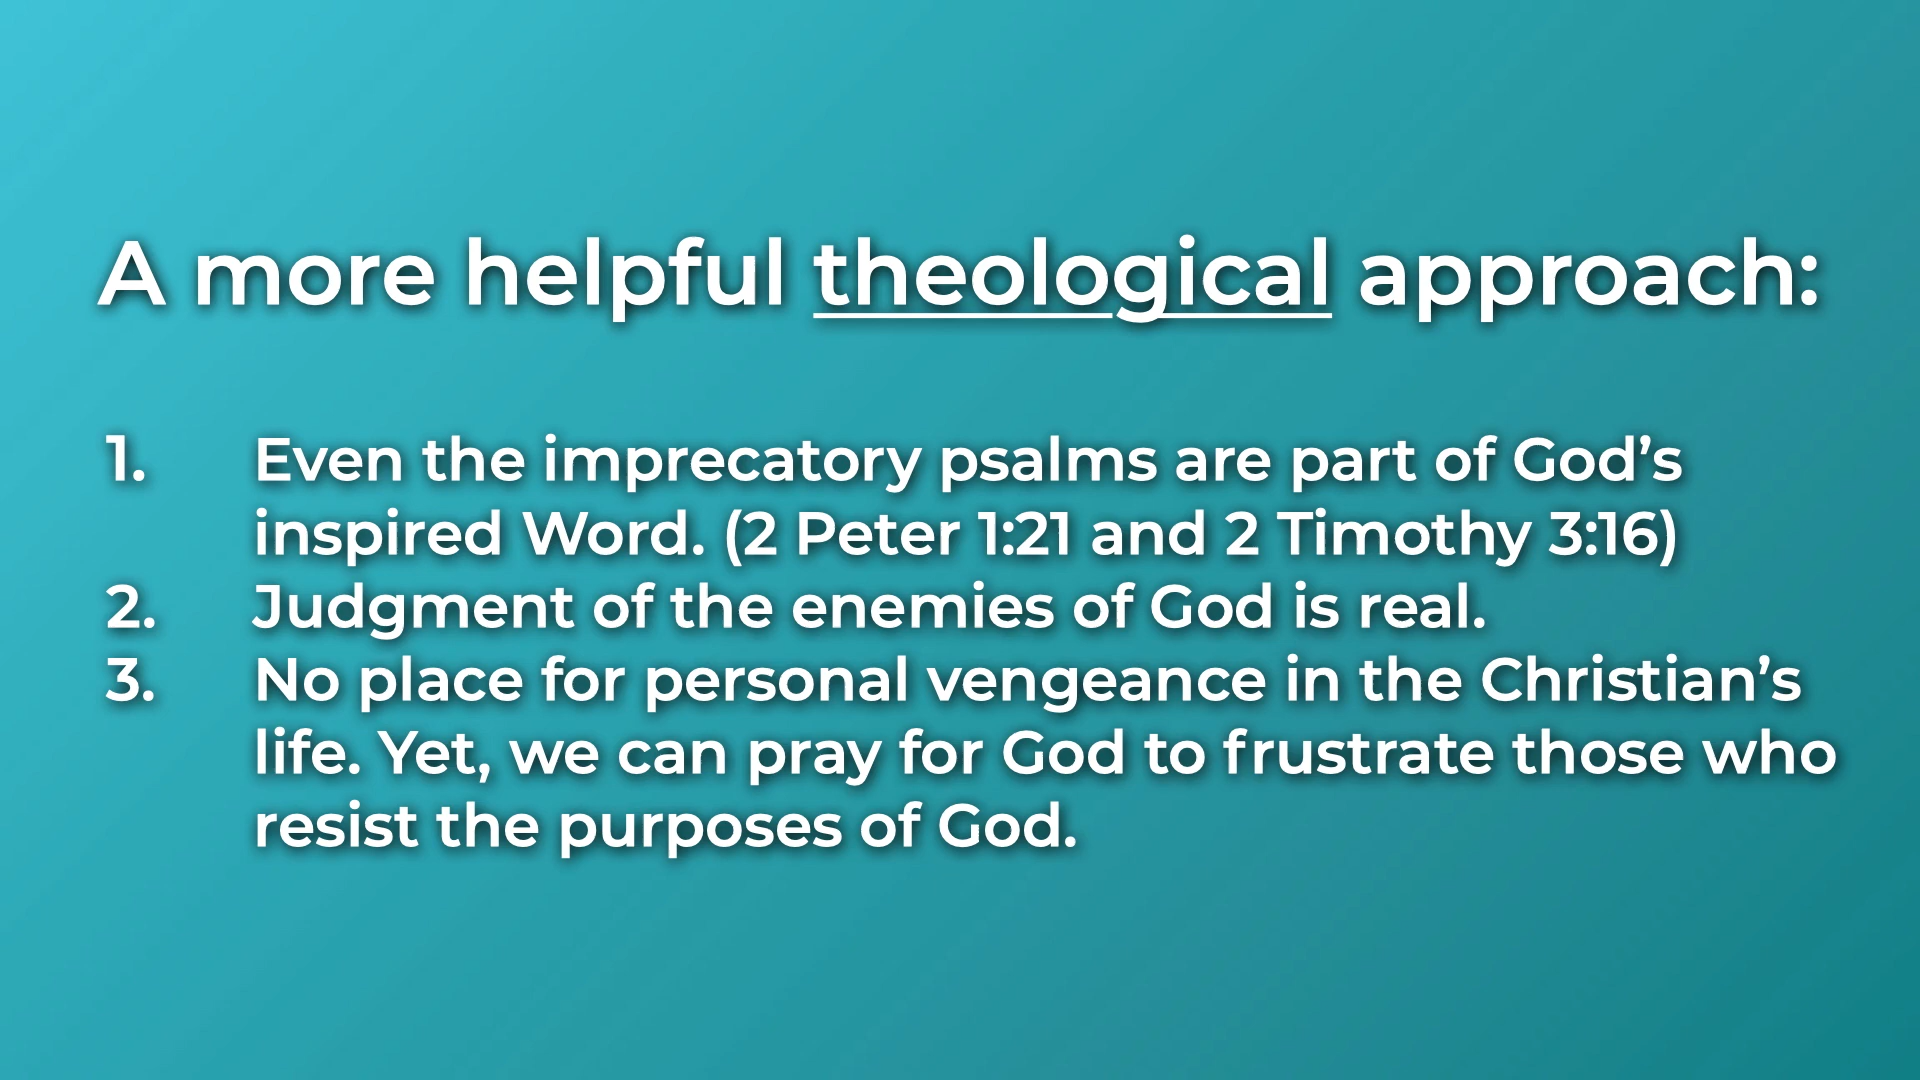 A more helpful theological approach:
1. Even the imprecatory psalms are part of God’s
inspired Word. (2 Peter 1:21 and 2 Timothy 3:16)
2. Judgment of the enemies of God is real.
3. No place for personal vengeance in the Christian’s
life. Yet, we can pray for God to frustrate those who
resist the purposes of God.